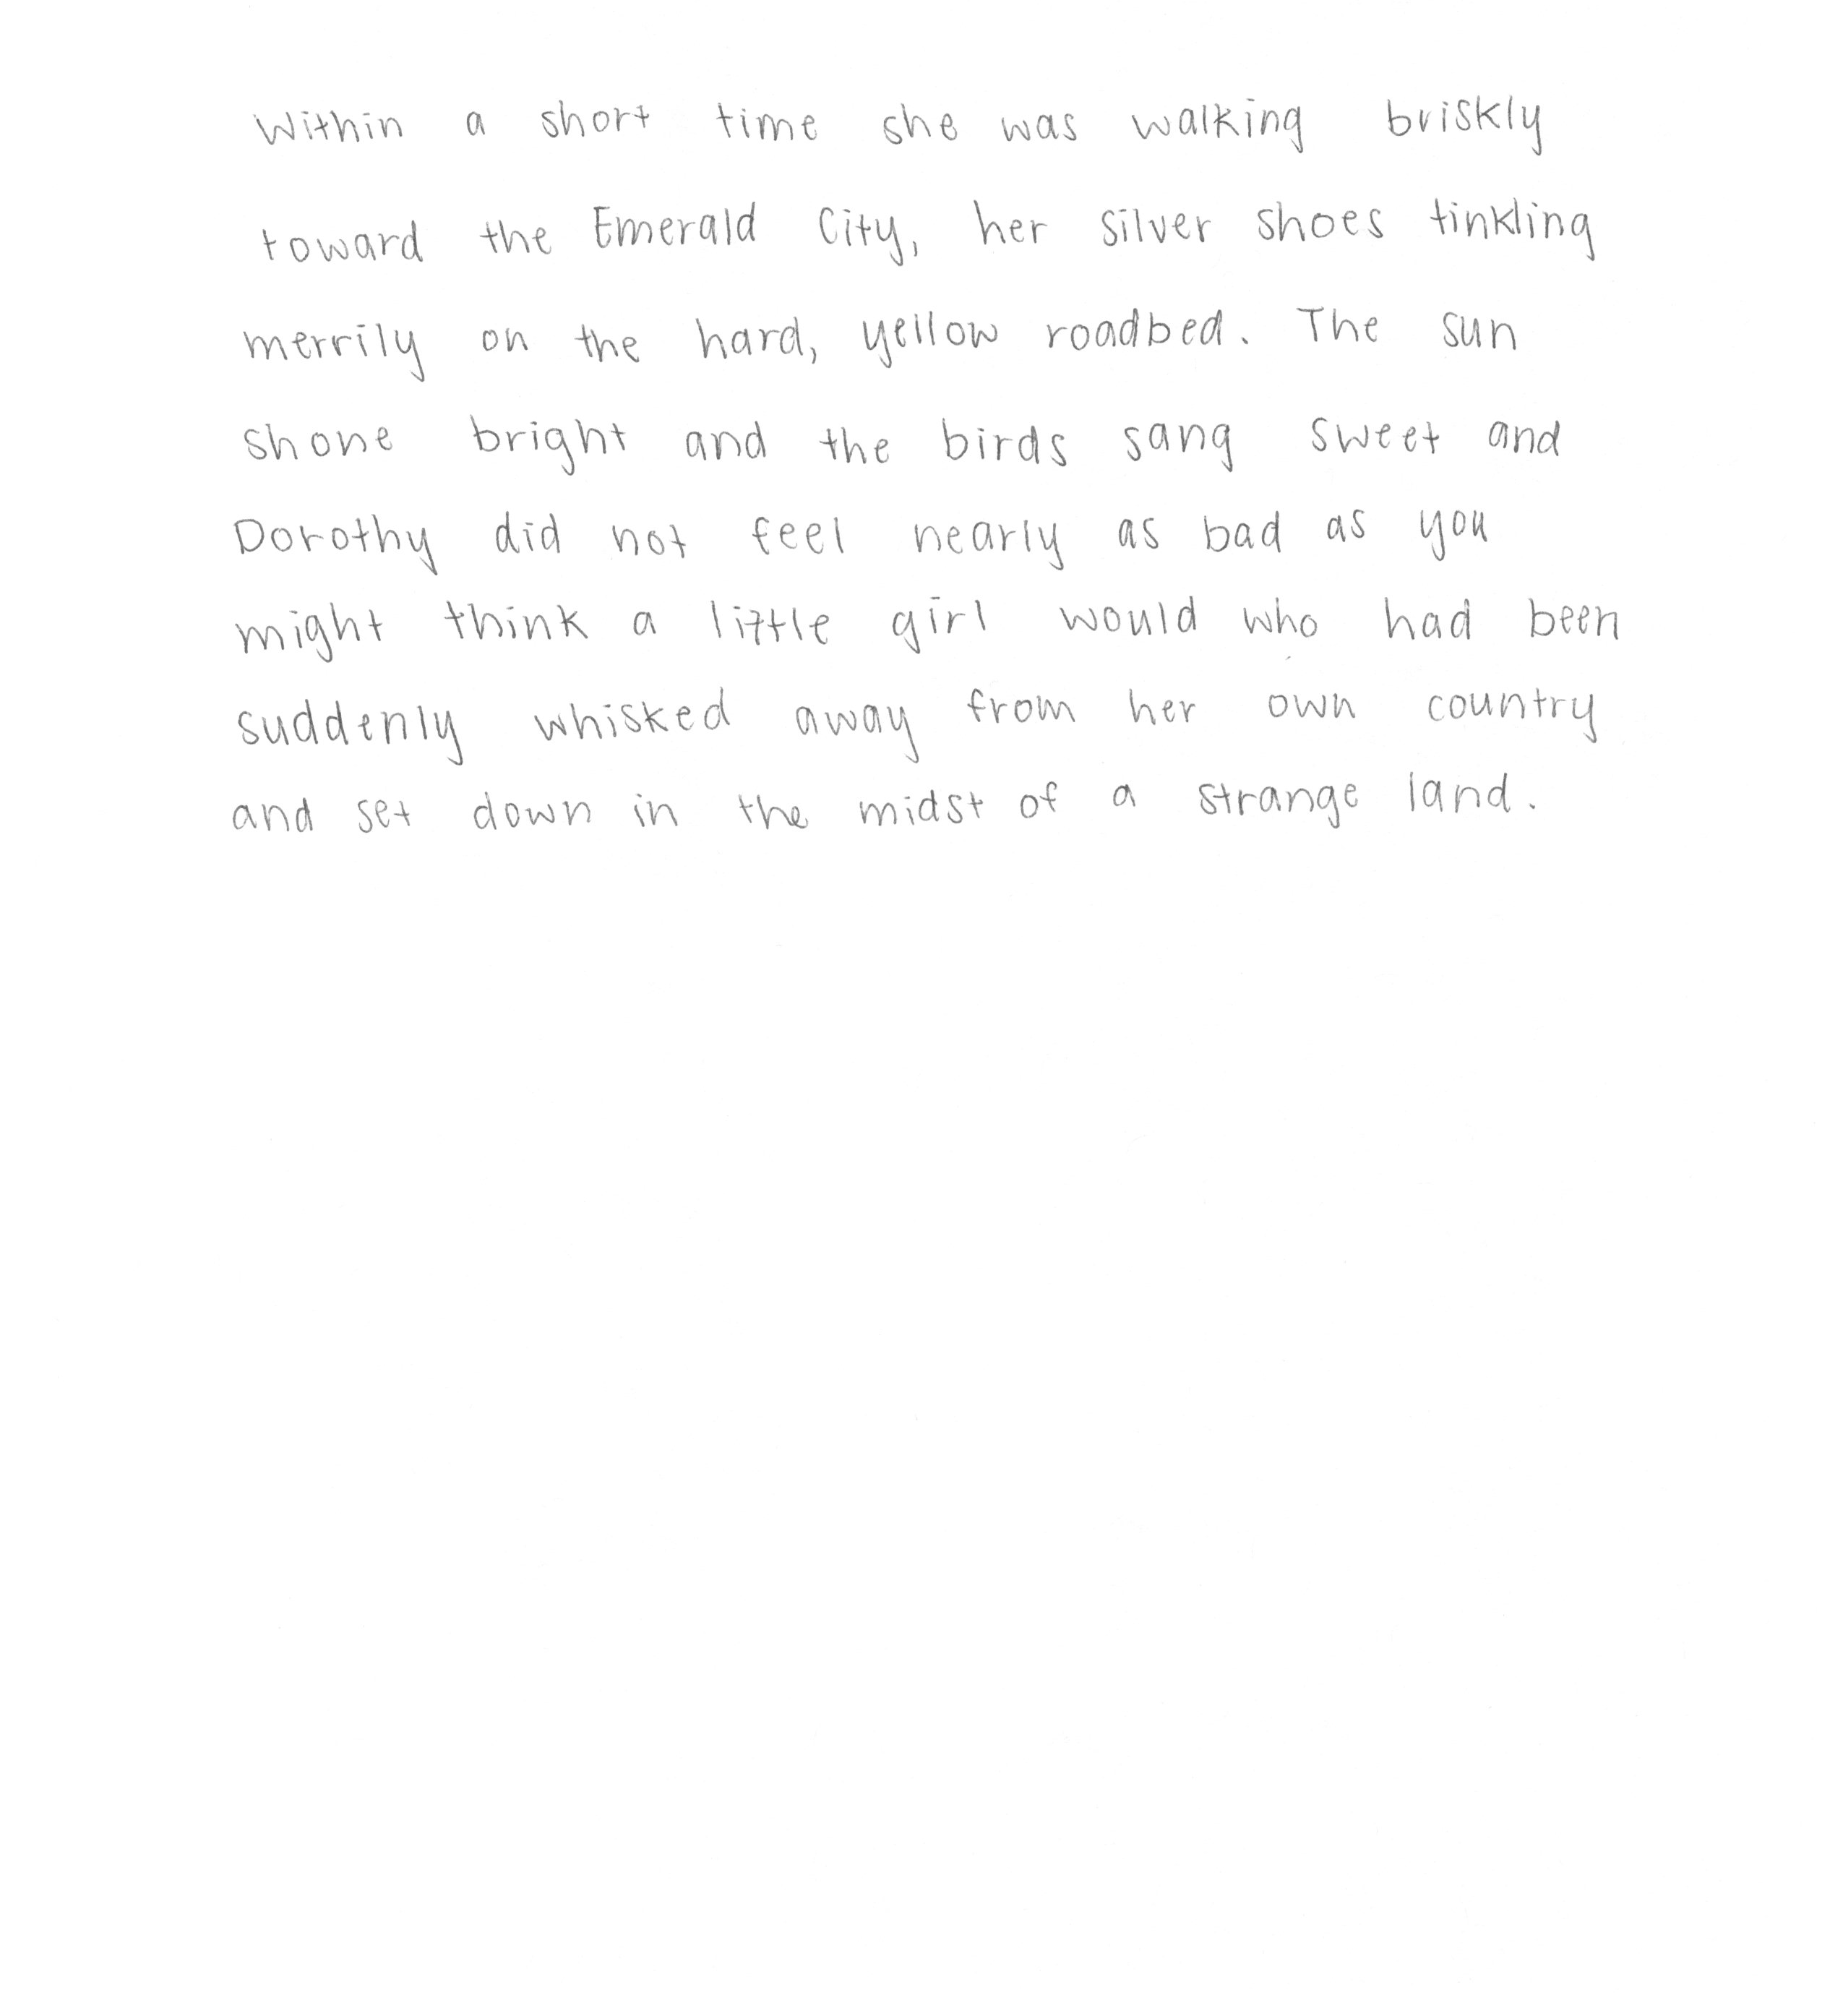 Within a short time she was walking briskly
toward the Emerald City, her silver shoes tinkling
merrily on the hard, yellow roadbed. The sun
shone bright and the birds sang sweet and
Dorothy did not feel nearly as bad as you
might think a little girl would who had been
suddenly whisked away from her own country
and set down in the midst of a strange land.